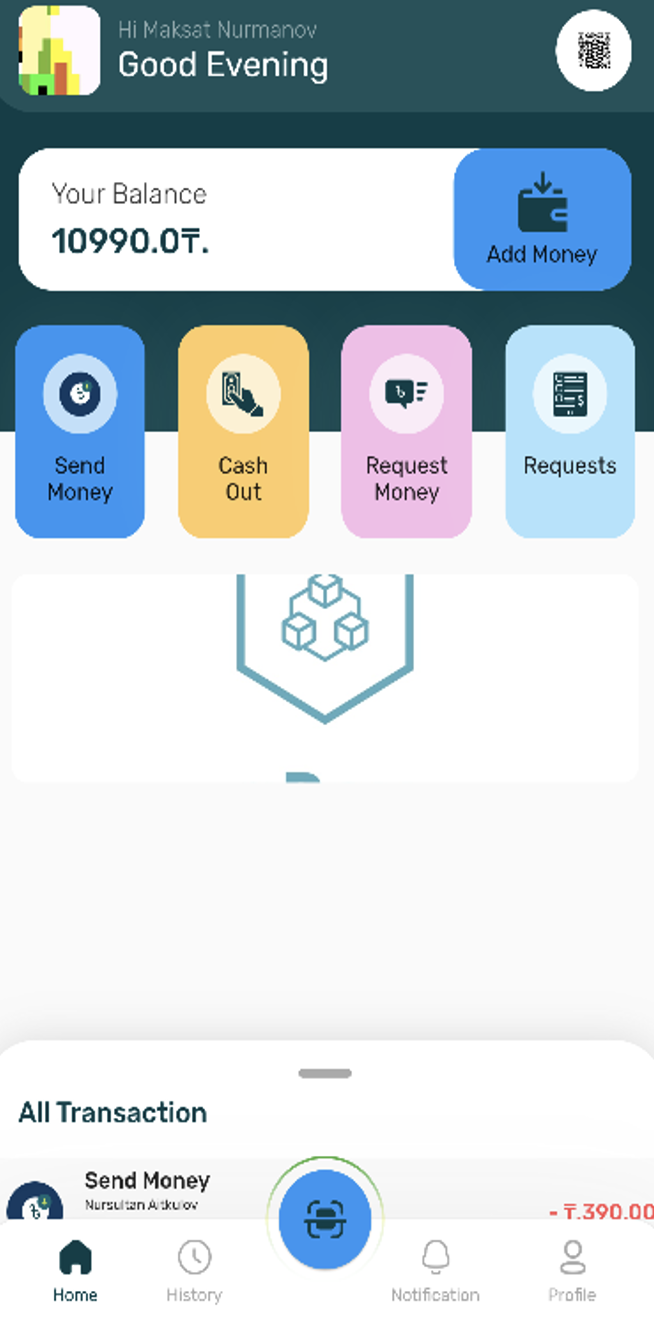 Hi Maksat Nurmanov
Good Evening
Your Balance
10990.0₸.
Add Money
Send
Money
Cash
Out
Request
Money
Requests
All Transaction
Send Money
Nursultan Aitkulov
- ₸.390.00
Home
History
Notification
Profile